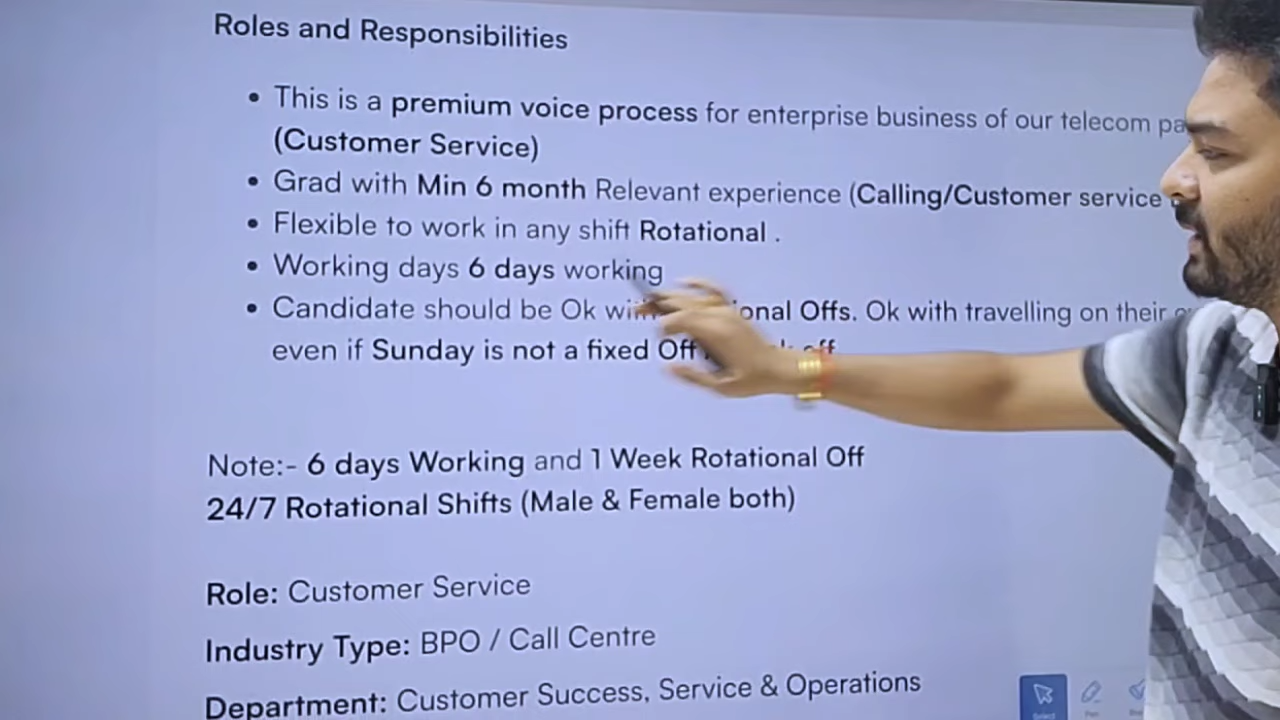 Roles and Responsibilities
• This is a premium voice process for enterprise business of our telecom
(Customer Service)
• Grad with Min 6 month Relevant experience (Calling/Customer service
• Flexible to work in any shift Rotational .
• Working days 6 days working
• Candidate should be Ok Offs. Ok with travelling on their
even if Sunday is not a fixed Off
Note:- 6 days Working and 1 Week Rotational Off
24/7 Rotational Shifts (Male & Female both)
Role: Customer Service
Industry Type: BPO / Call Centre
Department: Customer Success, Service & Operations
Select
Pen